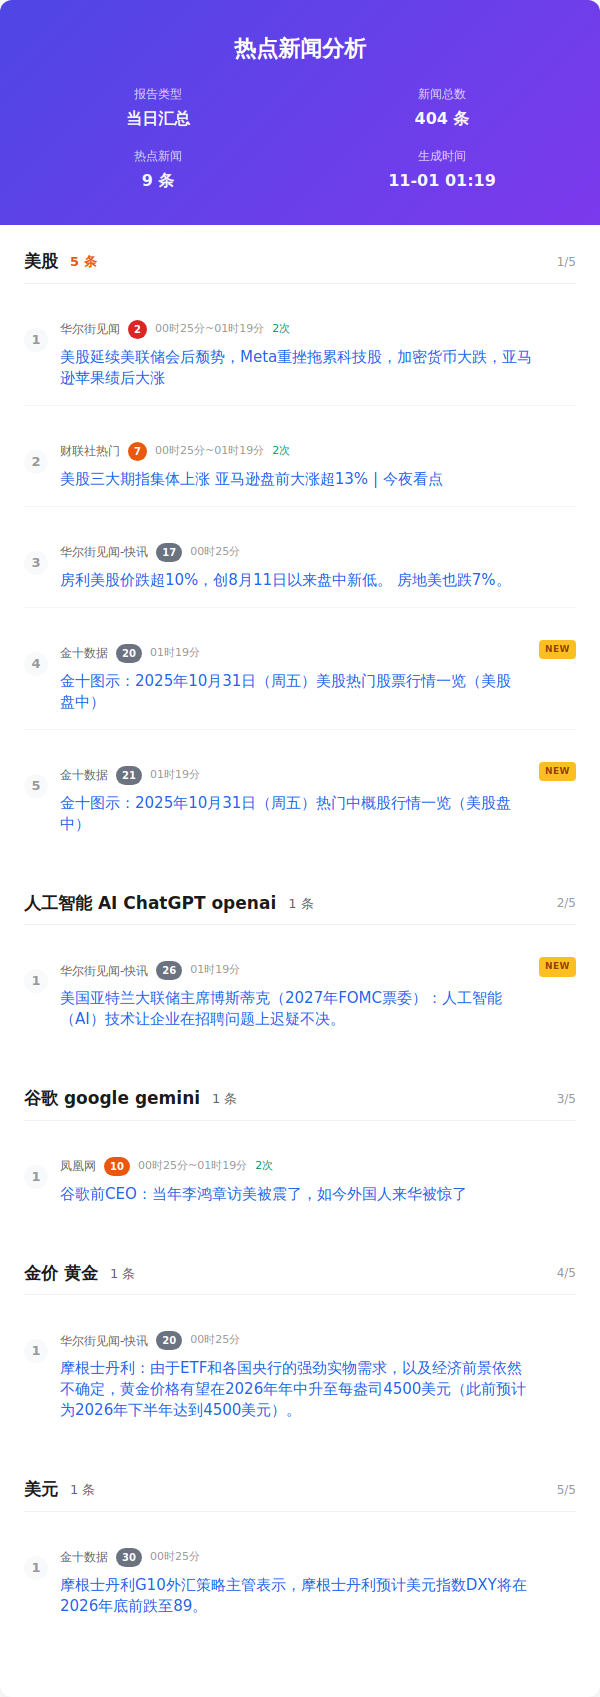 热点新闻分析
报告类型
新闻总数
当日汇总
404 条
热点新闻
生成时间
9 条
11-01 01:19
美股 5 条 1/5
1
华尔街见闻 2 00时25分~01时19分 2次
美股延续美联储会后颓势，Meta重挫拖累科技股，加密货币大跌，亚马
逊苹果绩后大涨
2
财联社热门 7 00时25分~01时19分 2次
美股三大期指集体上涨 亚马逊盘前大涨超13% | 今夜看点
3
华尔街见闻-快讯 17 00时25分
房利美股价跌超10%，创8月11日以来盘中新低。 房地美也跌7%。
4
金十数据 20 01时19分 NEW
金十图示：2025年10月31日（周五）美股热门股票行情一览（美股
盘中）
5
金十数据 21 01时19分 NEW
金十图示：2025年10月31日（周五）热门中概股行情一览（美股盘
中）
人工智能 AI ChatGPT openai 1 条 2/5
1
华尔街见闻-快讯 26 01时19分 NEW
美国亚特兰大联储主席博斯蒂克（2027年FOMC票委）：人工智能
（AI）技术让企业在招聘问题上迟疑不决。
谷歌 google gemini 1 条 3/5
1
凤凰网 10 00时25分~01时19分 2次
谷歌前CEO：当年李鸿章访美被震了，如今外国人来华被惊了
金价 黄金 1 条 4/5
1
华尔街见闻-快讯 20 00时25分
摩根士丹利：由于ETF和各国央行的强劲实物需求，以及经济前景依然
不确定，黄金价格有望在2026年年中升至每盎司4500美元（此前预计
为2026年下半年达到4500美元）。
美元 1 条 5/5
1
金十数据 30 00时25分
摩根士丹利G10外汇策略主管表示，摩根士丹利预计美元指数DXY将在
2026年底前跌至89。